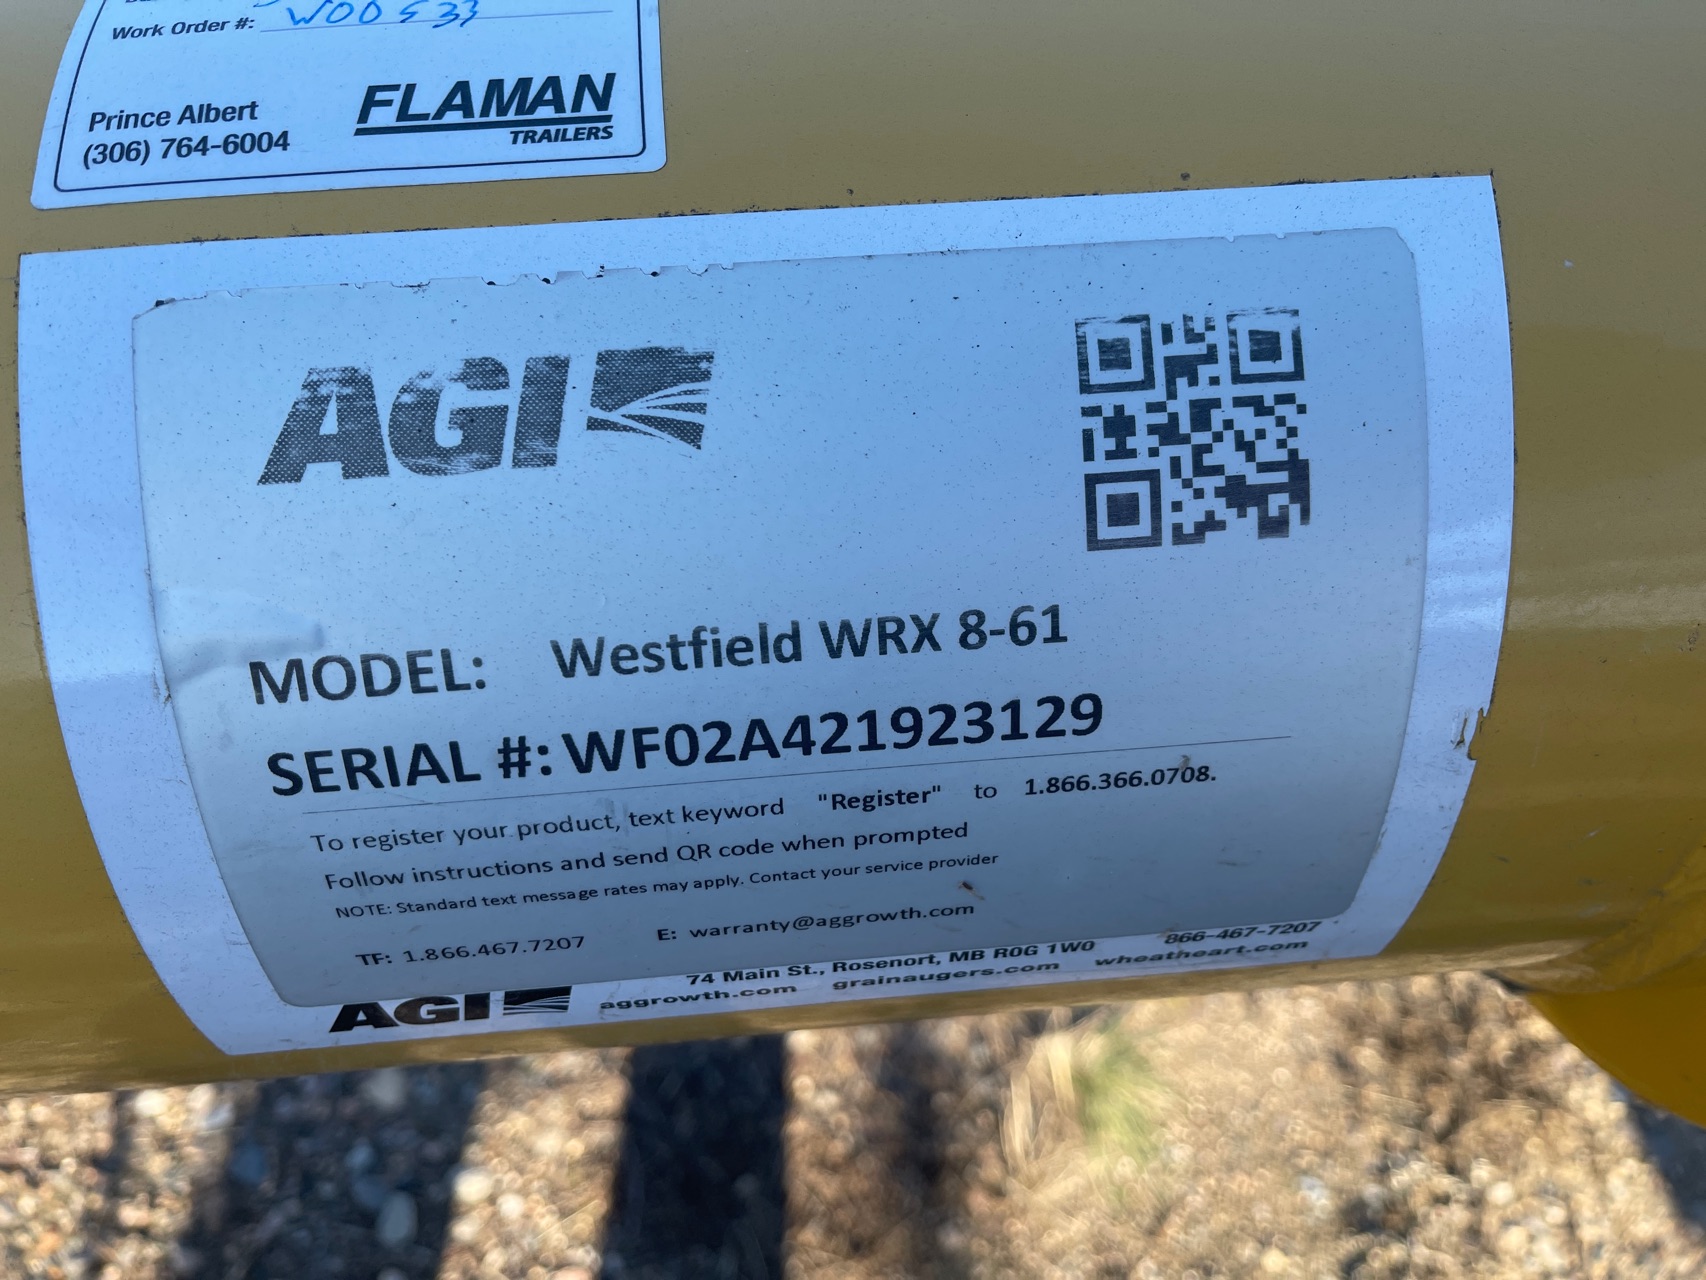 Work Order #: W00533
Prince Albert
(306) 764-6004
FLAMAN
TRAILERS
AGI
MODEL: Westfield WRX 8-61
SERIAL #: WF02A421923129
To register your product, text keyword "Register" to 1.866.366.0708.
Follow instructions and send QR code when prompted
NOTE: Standard text message rates may apply. Contact your service provider
TF: 1.866.467.7207 E: warranty@aggrowth.com
AGI
74 Main St., Rosenort, MB R0G 1W0 866-467-7207
aggrowth.com grainaugers.com wheatheart.com